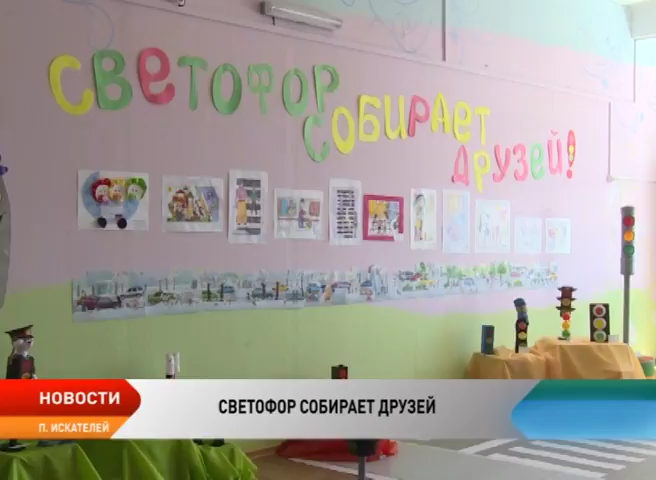 СВЕТОФОР
СОБИРАЕТ
ДРУЗЕЙ!
НОВОСТИ
СВЕТОФОР СОБИРАЕТ ДРУЗЕЙ
П. ИСКАТЕЛЕЙ